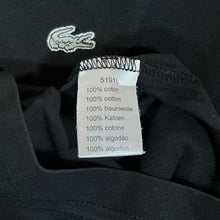 5191L
100% coton
100% cotton
100% baumwolle
100% Katoen
100% cotone
100% algodão
100% algodon